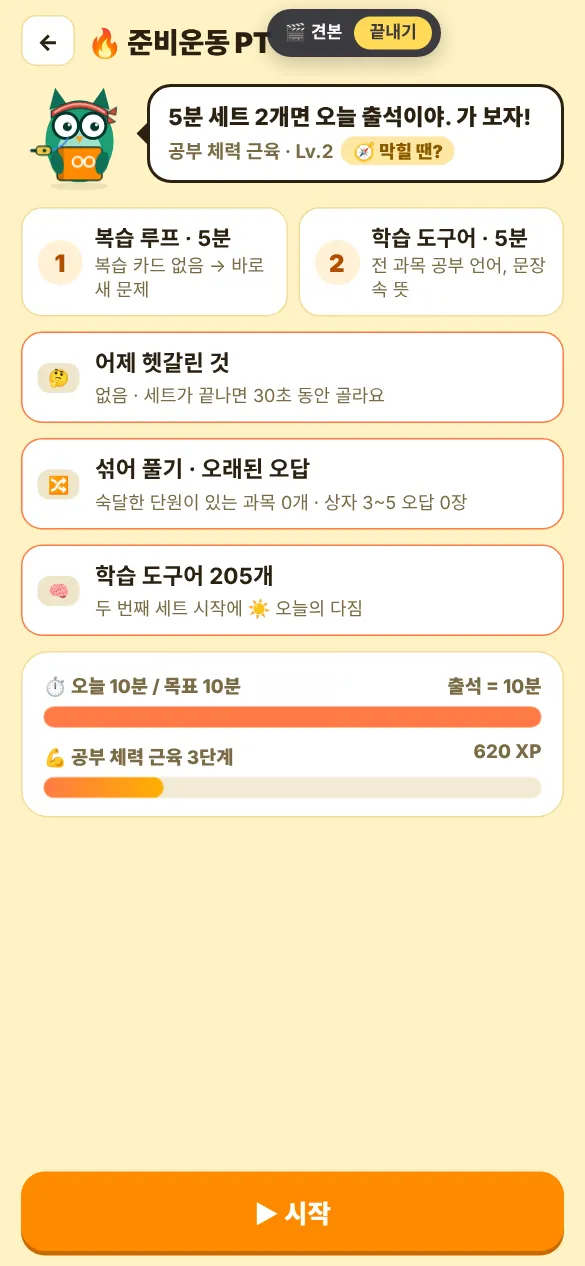 ← 🔥 준비운동 PT
🎬 견본 끝내기
5분 세트 2개면 오늘 출석이야. 가 보자!
공부 체력 근육 · Lv.2 🧭 막힐 땐?
1 복습 루프 · 5분
복습 카드 없음 → 바로
새 문제
2 학습 도구어 · 5분
전 과목 공부 언어, 문장
속 뜻
🤔 어제 헷갈린 것
없음 · 세트가 끝나면 30초 동안 골라요
🔀 섞어 풀기 · 오래된 오답
숙달한 단원이 있는 과목 0개 · 상자 3~5 오답 0장
🧠 학습 도구어 205개
두 번째 세트 시작에 ☀️ 오늘의 다짐
⏱️ 오늘 10분 / 목표 10분 출석 = 10분
💪 공부 체력 근육 3단계 620 XP
▶ 시작